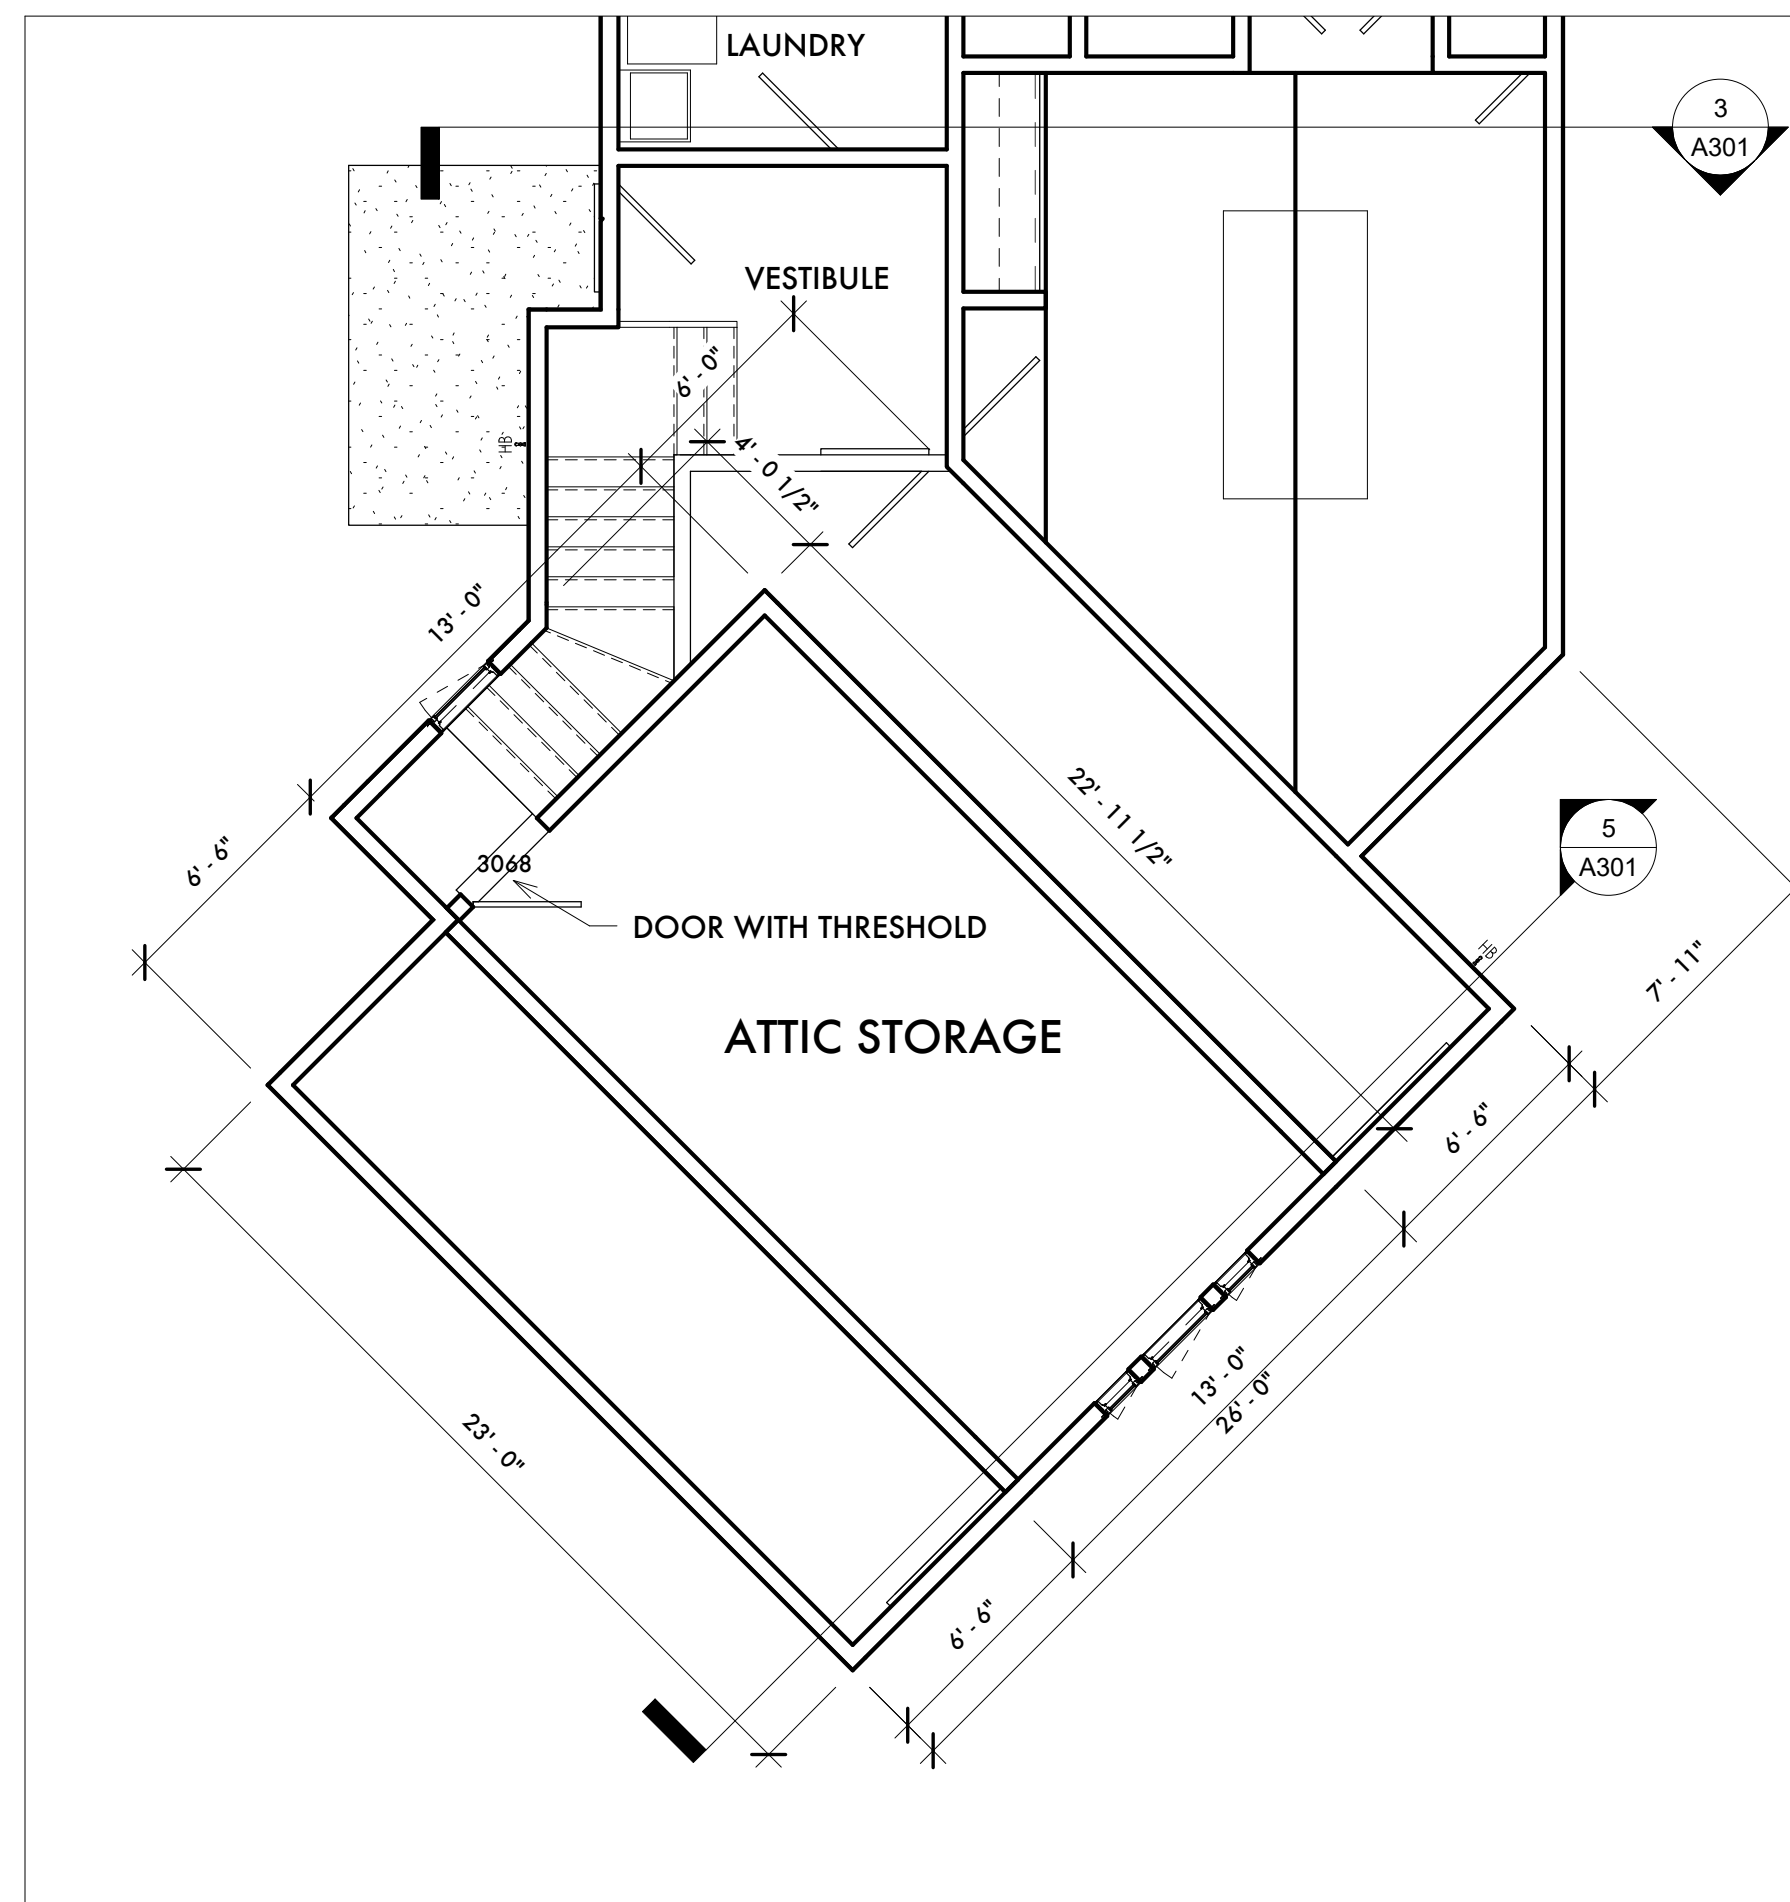 LAUNDRY
3
A301
VESTIBULE
6' - 0"
HB
4' - 0 1/2"
13' - 0"
22' - 11 1/2"
6' - 6"
3068
5
A301
DOOR WITH THRESHOLD
HB
7' - 11"
ATTIC STORAGE
6' - 6"
13' - 0"
26' - 0"
23' - 0"
6' - 6"